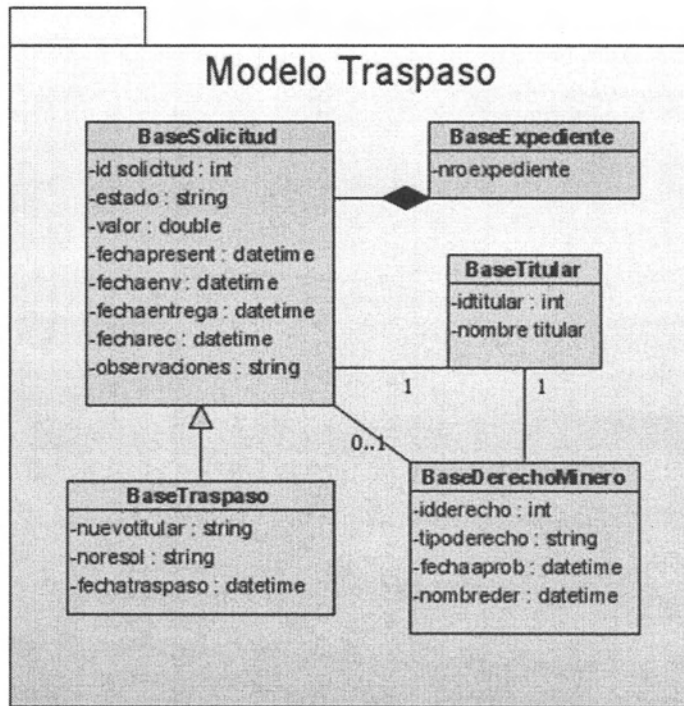 Modelo Traspaso
BaseSolicitud
-id solicitud : int
-estado : string
-valor : double
-fechapresent : datetime
-fechaenv : datetime
-fechaentrega : datetime
-fecharec : datetime
-observaciones : string
BaseExpediente
-nroexpediente
BaseTitular
-idtitular : int
-nombre titular
1
1
0..1
BaseTraspaso
-nuevotitular : string
-noresol : string
-fechatraspaso : datetime
BaseDerechoMinero
-idderecho : int
-tipoderecho : string
-fechaaprob : datetime
-nombreder : datetime